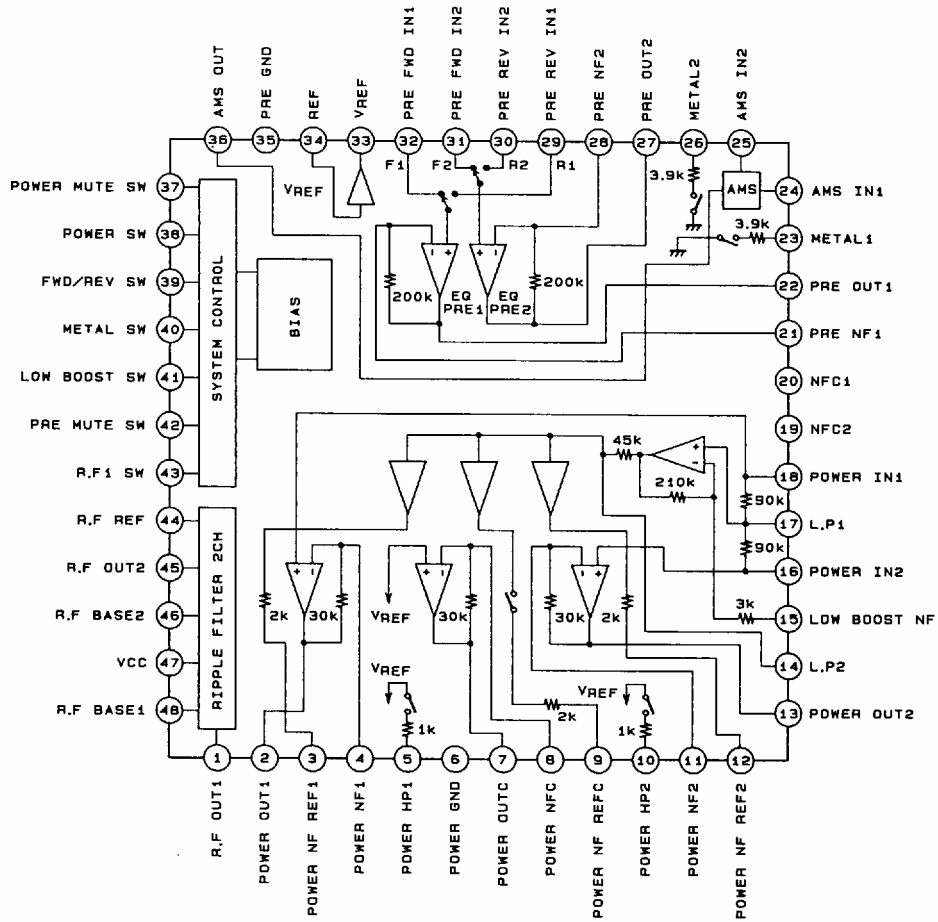 AMS OUT
PRE GND
REF
VREF
PRE FWD IN1
PRE FWD IN2
PRE REV IN2
PRE REV IN1
PRE NF2
PRE OUT2
METAL2
AMS IN2
36
35
34
33
32
31
30
29
28
27
26
25
F1
F2
R2
R1
VREF
3.9k
AMS
3.9k
37
POWER MUTE SW
38
POWER SW
39
FWD/REV SW
40
METAL SW
41
LOW BOOST SW
42
PRE MUTE SW
43
R.F1 SW
44
R.F REF
45
R.F OUT2
46
R.F BASE2
47
VCC
48
R.F BASE1
SYSTEM CONTROL
BIAS
RIPPLE FILTER 2CH
24
AMS IN1
23
METAL1
22
PRE OUT1
21
PRE NF1
20
NFC1
19
NFC2
18
POWER IN1
17
L.P1
16
POWER IN2
15
LOW BOOST NF
14
L.P2
13
POWER OUT2
- +
+ -
200k
EQ
PRE1
PRE2
200k
45k
+
-
210k
90k
90k
3k
+ -
2k
30k
+ -
VREF
30k
- +
30k
2k
VREF
1k
2k
VREF
1k
1
2
3
4
5
6
7
8
9
10
11
12
R.F OUT1
POWER OUT1
POWER NF REF1
POWER NF1
POWER HP1
POWER GND
POWER OUTC
POWER NFC
POWER NF REFC
POWER HP2
POWER NF2
POWER NF REF2